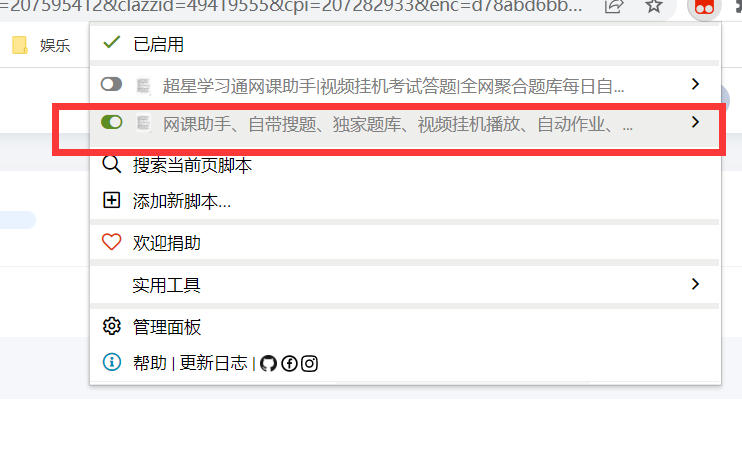 =207595412&clazzid=49419555&cpi=207282933&enc=d78abd6bb...
娱乐
已启用
超星学习通网课助手|视频挂机考试答题|全网聚合题库每日自...
网课助手、自带搜题、独家题库、视频挂机播放、自动作业、...
搜索当前页脚本
添加新脚本...
欢迎捐助
实用工具
管理面板
帮助 | 更新日志 |